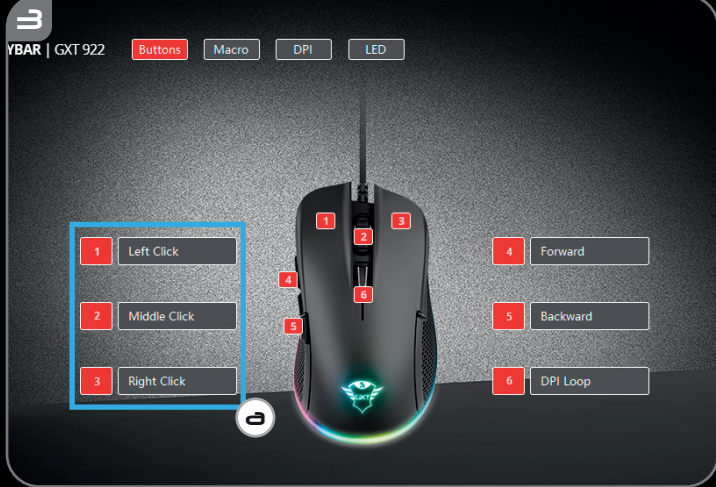 3
YBAR | GXT 922
Buttons
Macro
DPI
LED
1 Left Click
2 Middle Click
3 Right Click
a
1
2
3
4
5
6
GXT
4 Forward
5 Backward
6 DPI Loop